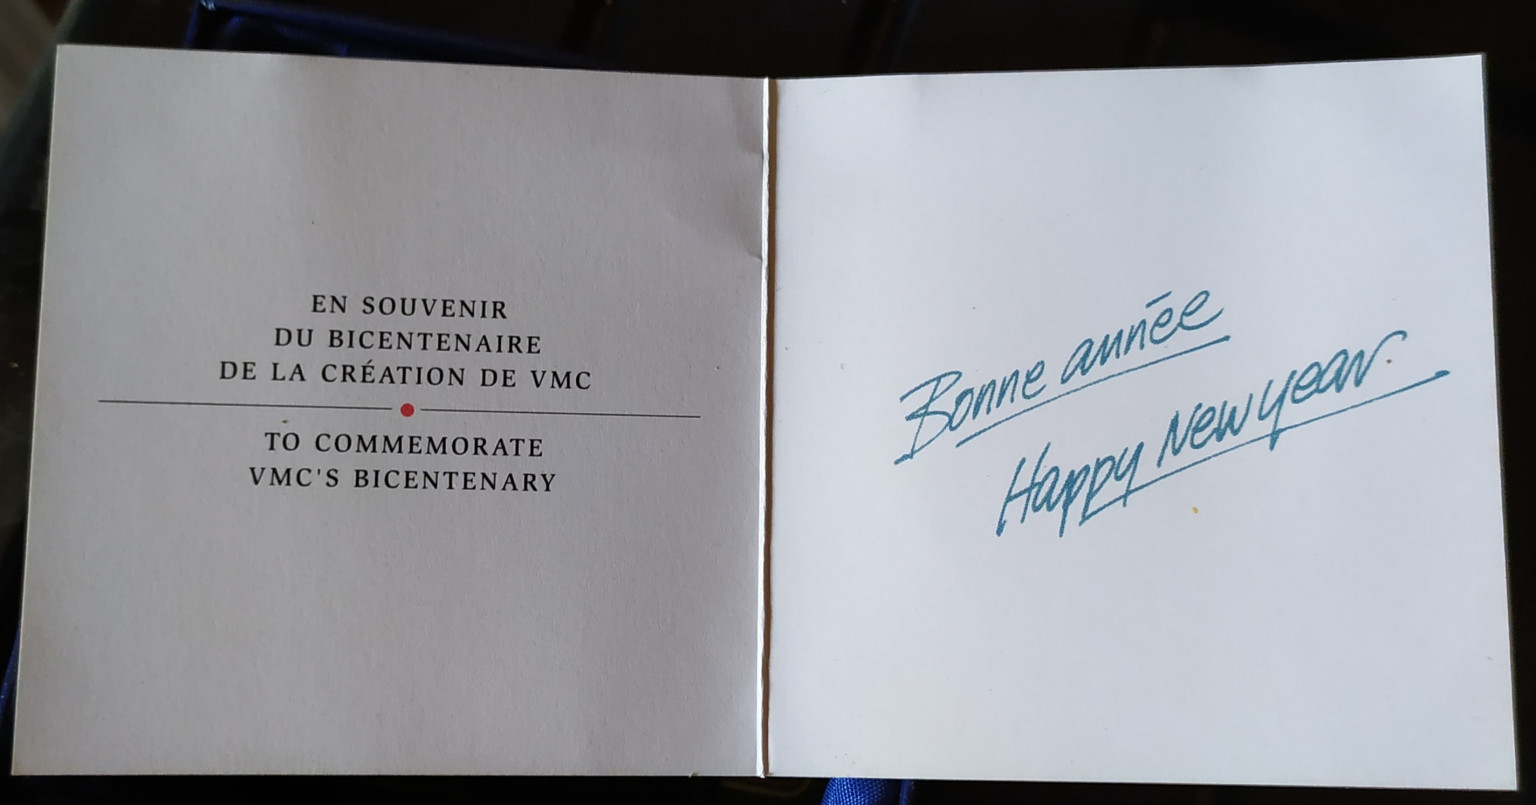 EN SOUVENIR
DU BICENTENAIRE
DE LA CRÉATION DE VMC
TO COMMEMORATE
VMC'S BICENTENARY
Bonne année
Happy New year.